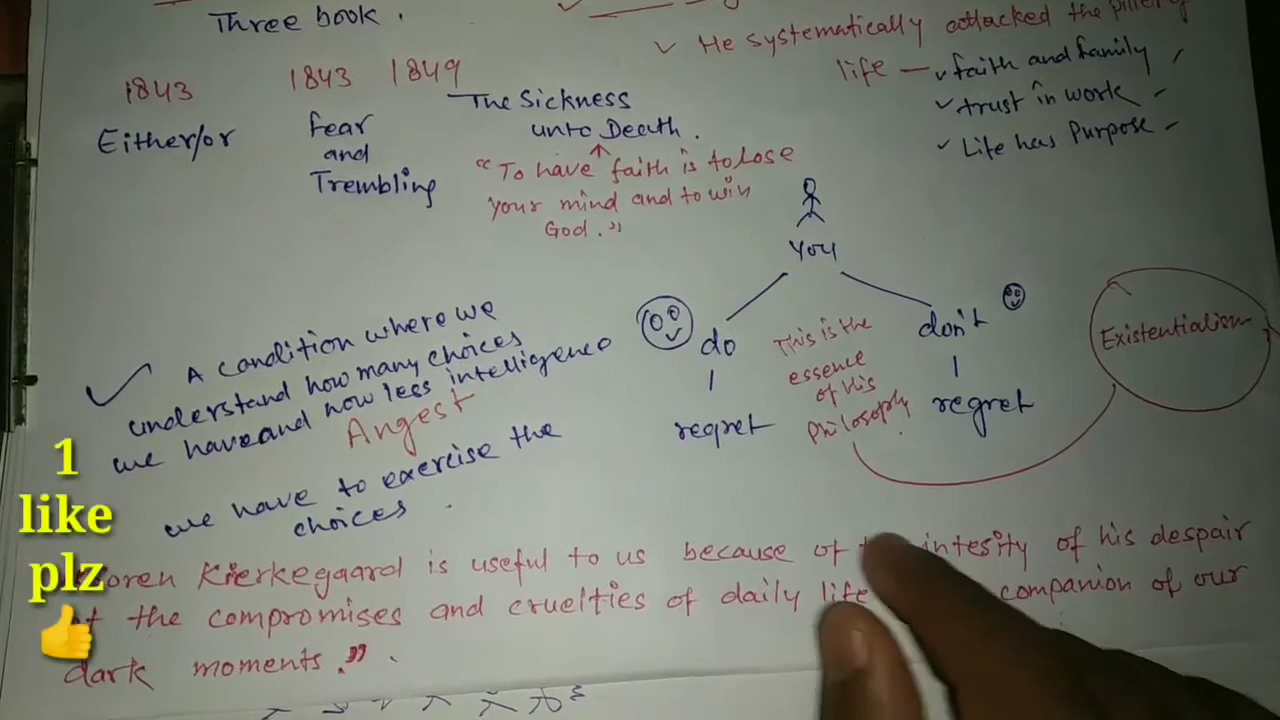 Three book.
He systematically attacked the
life — faith and family
trust in work
Life has Purpose
1843
1843 1849
Either/or
Fear
and
Trembling
The Sickness
unto Death.
"To have faith is to lose
your mind and to win
God."
You
do
don't
regret
regret
This is the
essence
of His
Philosophy
Existentialism
A condition where we
understand how many choices
we have and how less intelligence
Angest
we have to exercise the
choices.
1
like
plz
oren Kierkegaard is useful to us because of intesity of his despair
the compromises and cruelties of daily life companion of our
dark moments.".